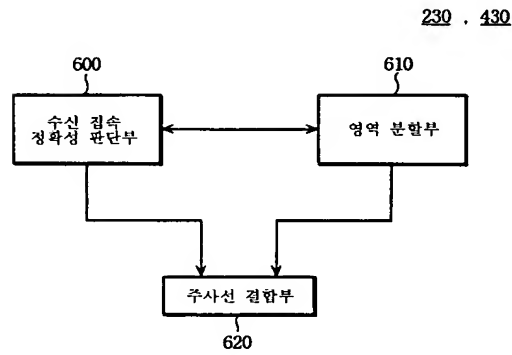 230 , 430
600
610
수신 집속
정확성 판단부
영역 분할부
주사선 결합부
620